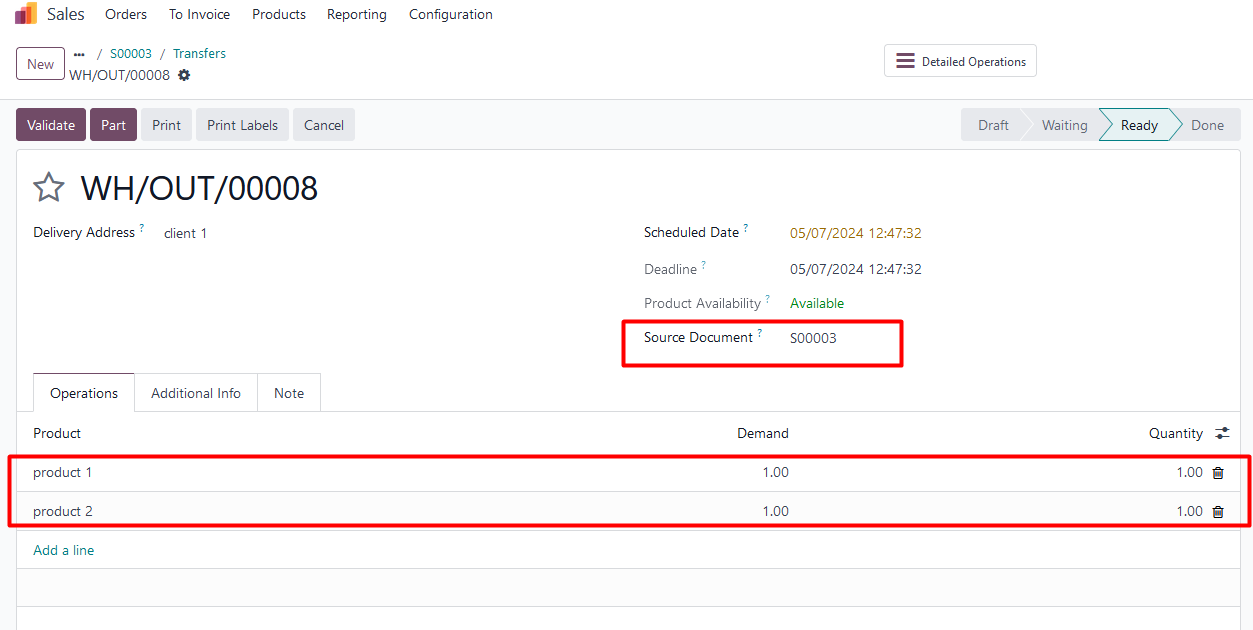 Sales Orders To Invoice Products Reporting Configuration
New ... / S00003 / Transfers
WH/OUT/00008
Detailed Operations
Validate Part Print Print Labels Cancel Draft Waiting Ready Done
WH/OUT/00008
Delivery Address ? client 1
Scheduled Date ? 05/07/2024 12:47:32
Deadline ? 05/07/2024 12:47:32
Product Availability ? Available
Source Document ? S00003
Operations Additional Info Note
Product Demand Quantity
product 1 1.00 1.00
product 2 1.00 1.00
Add a line